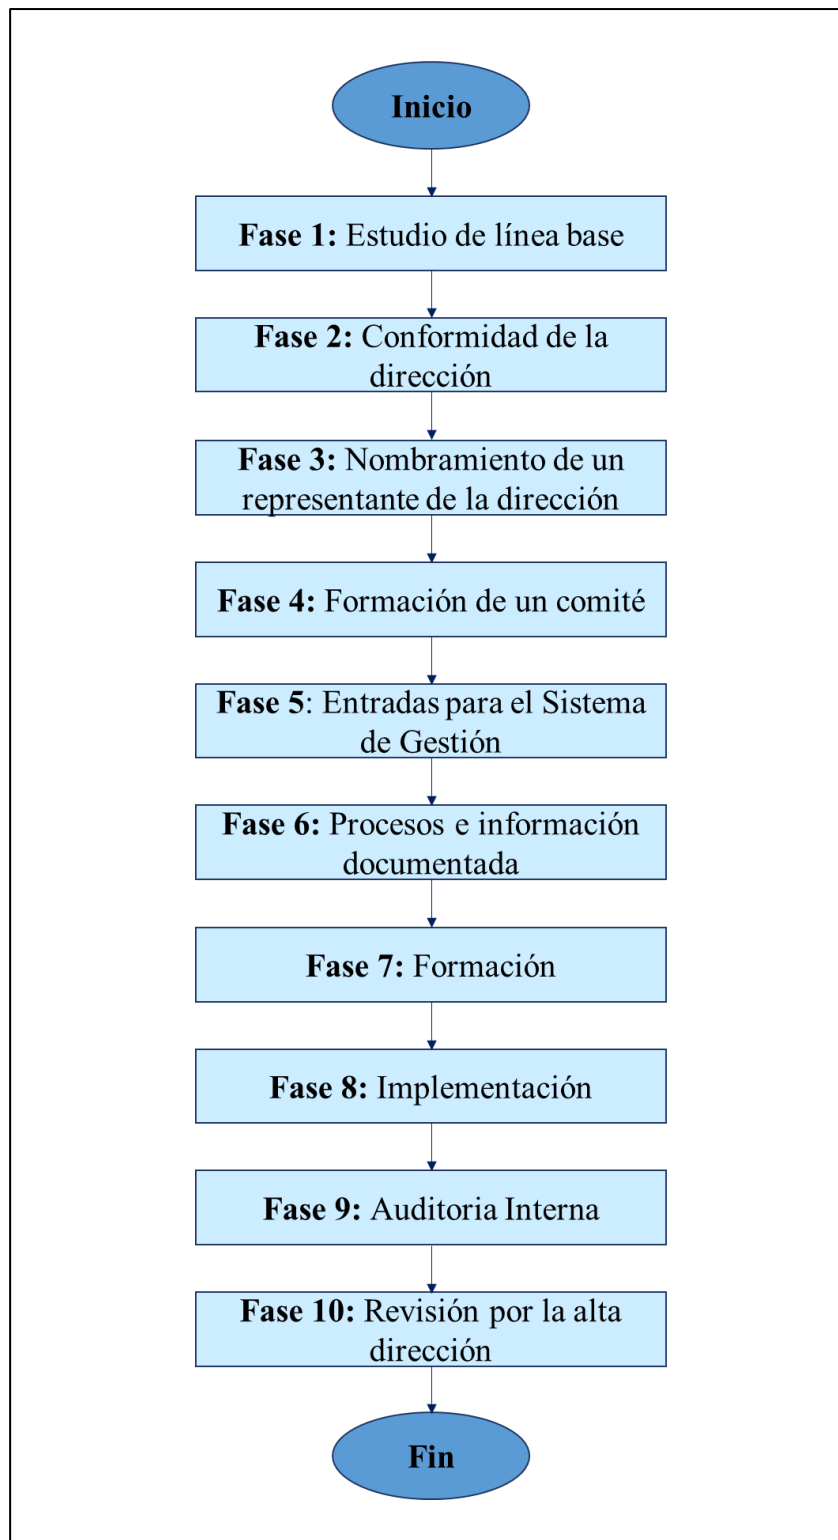 Inicio
Fase 1: Estudio de línea base
Fase 2: Conformidad de la
dirección
Fase 3: Nombramiento de un
representante de la dirección
Fase 4: Formación de un comité
Fase 5: Entradas para el Sistema
de Gestión
Fase 6: Procesos e información
documentada
Fase 7: Formación
Fase 8: Implementación
Fase 9: Auditoria Interna
Fase 10: Revisión por la alta
dirección
Fin